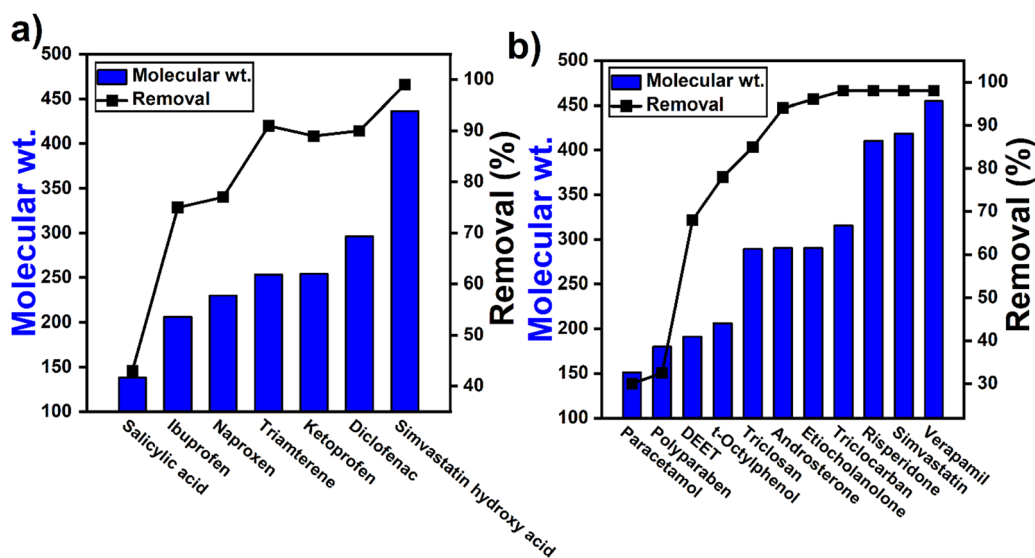 a)
Molecular wt.
Removal
Molecular wt.
500
450
400
350
300
250
200
150
100
100
90
80
70
60
50
40
Removal (%)
Salicylic acid
Ibuprofen
Naproxen
Triamterene
Ketoprofen
Diclofenac
Simvastatin hydroxy acid
b)
Molecular wt.
Removal
Molecular wt.
500
450
400
350
300
250
200
150
100
100
90
80
70
60
50
40
30
Removal (%)
Paracetamol
Polyparaben
DEET
t-Octylphenol
Triclosan
Androsterone
Etiocholanolone
Triclocarban
Risperidone
Simvastatin
Verapamil